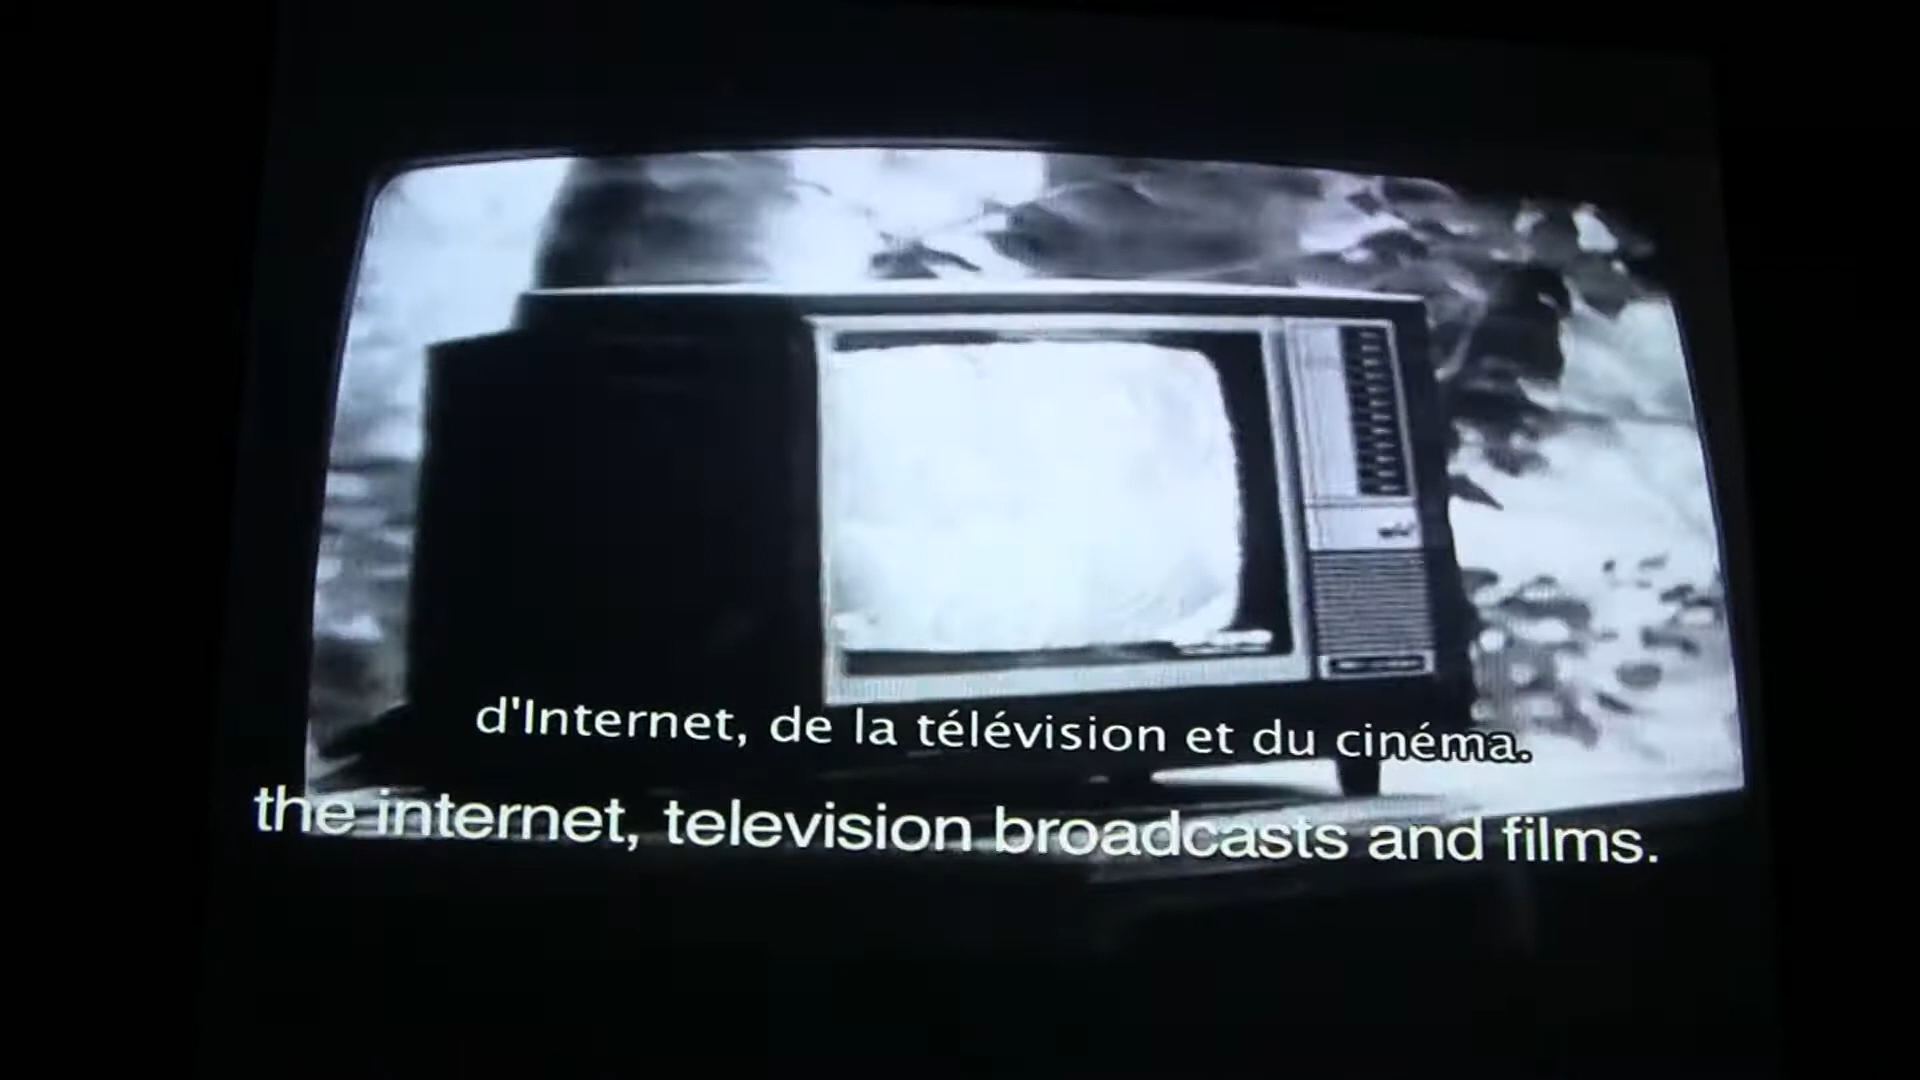 d'Internet, de la télévision et du cinéma.
the internet, television broadcasts and films.